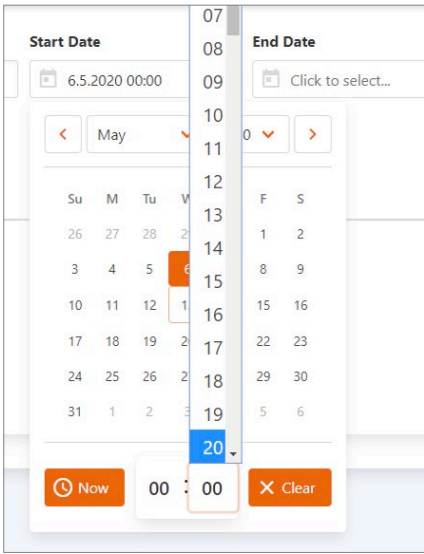 Start Date
End Date
6.5.2020 00:00
Click to select...
May
0
Su M Tu F S
26 27 28 1 2
3 4 5 6 8 9
10 11 12 15 16
17 18 19 22 23
24 25 26 29 30
31 1 2 5 6
07
08
09
10
11
12
13
14
15
16
17
18
19
20
Now
00 : 00
Clear